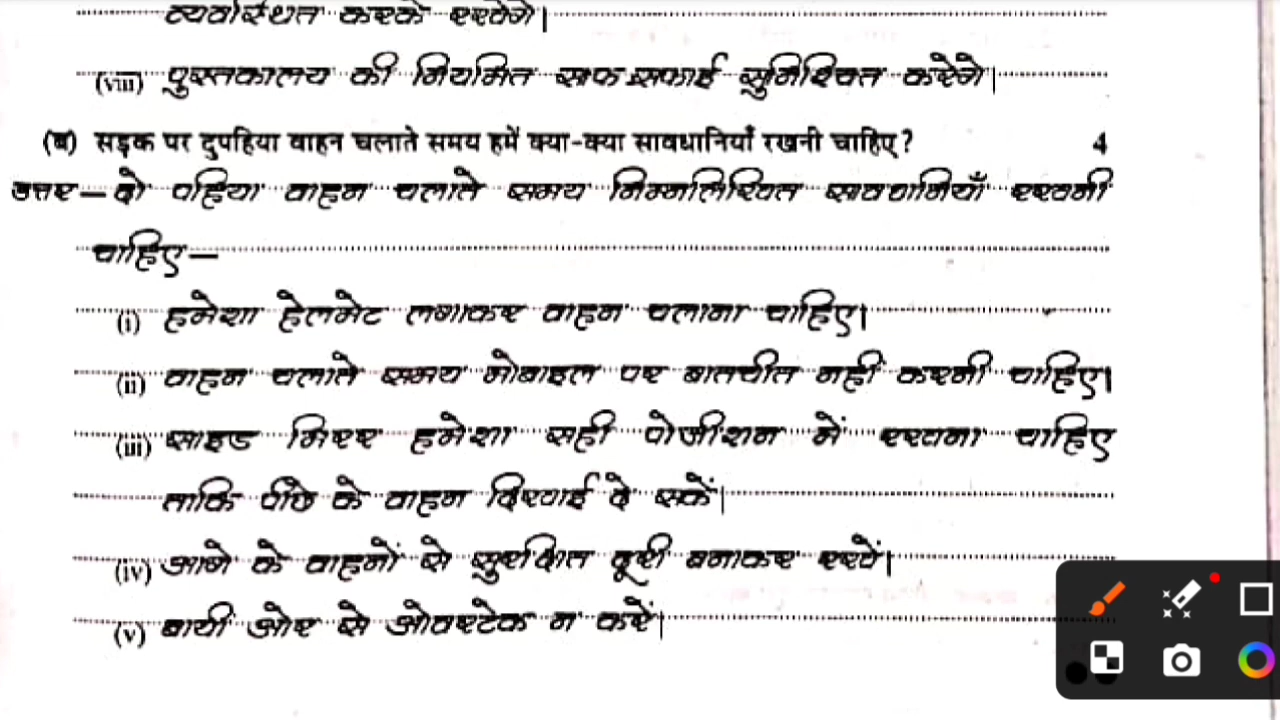 व्यवस्थित करके रखेंगे।
(viii) पुस्तकालय की नियमित साफ सफाई सुनिश्चित करेंगे।
(ब) सड़क पर दुपहिया वाहन चलाते समय हमें क्या-क्या सावधानियाँ रखनी चाहिए? 4
उत्तर – दो पहिया वाहन चलाते समय निम्नलिखित सावधानियाँ रखनी
चाहिए –
(i) हमेशा हेलमेट लगाकर वाहन चलाना चाहिए।
(ii) वाहन चलाते समय मोबाइल पर बातचीत नहीं करनी चाहिए।
(iii) साइड मिरर हमेशा सही पोजीशन में रखना चाहिए
ताकि पीछे के वाहन दिखाई दे सकें।
(iv) आगे के वाहनों से सुरक्षित दूरी बनाकर रखें।
(v) बायीं ओर से ओवरटेक न करें।